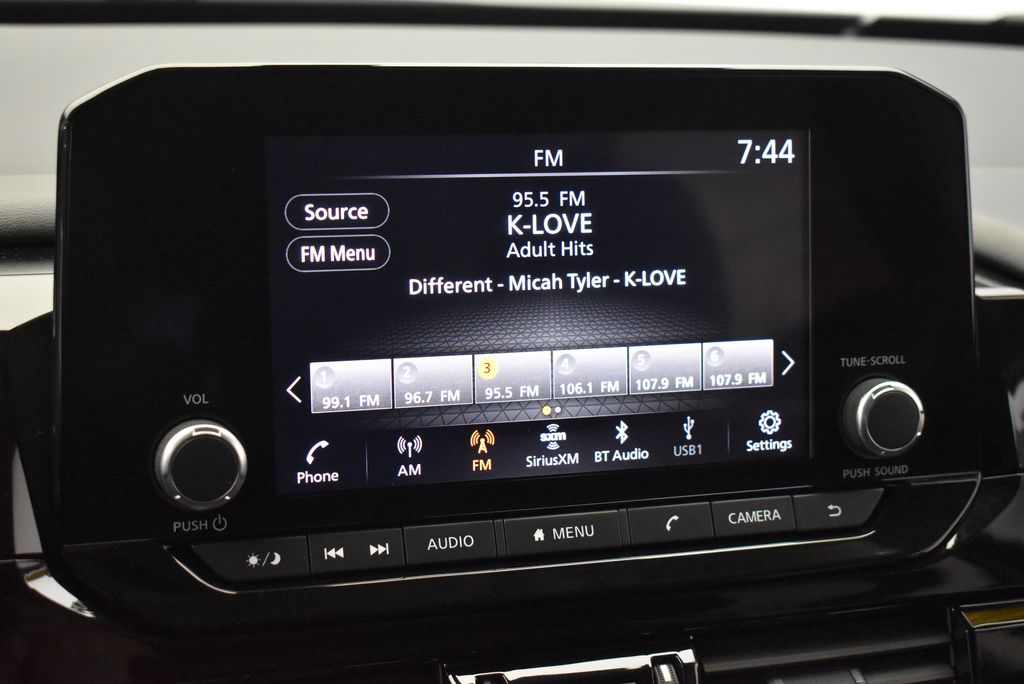 FM
7:44
Source
FM Menu
95.5 FM
K-LOVE
Adult Hits
Different - Micah Tyler - K-LOVE
1
99.1 FM
2
96.7 FM
3
95.5 FM
4
106.1 FM
5
107.9 FM
6
107.9 FM
Phone
AM
FM
sxm
SiriusXM
BT Audio
USB1
Settings
VOL
PUSH
TUNE·SCROLL
PUSH SOUND
AUDIO
MENU
CAMERA